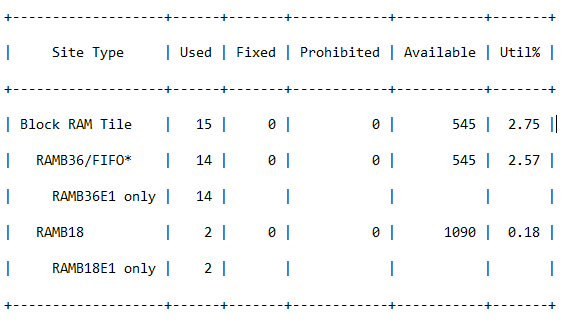 +-------------------+------+-------+------------+-----------+-------+
|     Site Type     | Used | Fixed | Prohibited | Available | Util% |
+-------------------+------+-------+------------+-----------+-------+
| Block RAM Tile    |   15 |     0 |          0 |       545 |  2.75 |
|   RAMB36/FIFO*    |   14 |     0 |          0 |       545 |  2.57 |
|     RAMB36E1 only |   14 |       |            |           |       |
|   RAMB18          |    2 |     0 |          0 |      1090 |  0.18 |
|     RAMB18E1 only |    2 |       |            |           |       |
+-------------------+------+-------+------------+-----------+-------+